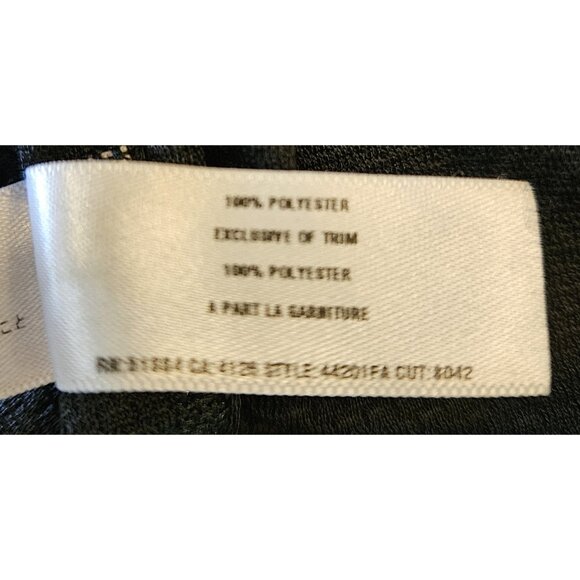 100% POLYESTER
EXCLUSIVE OF TRIM
100% POLYESTER
A PART LA GARNITURE
CA: 4126 STYLE: 44201FA CUT: 8042